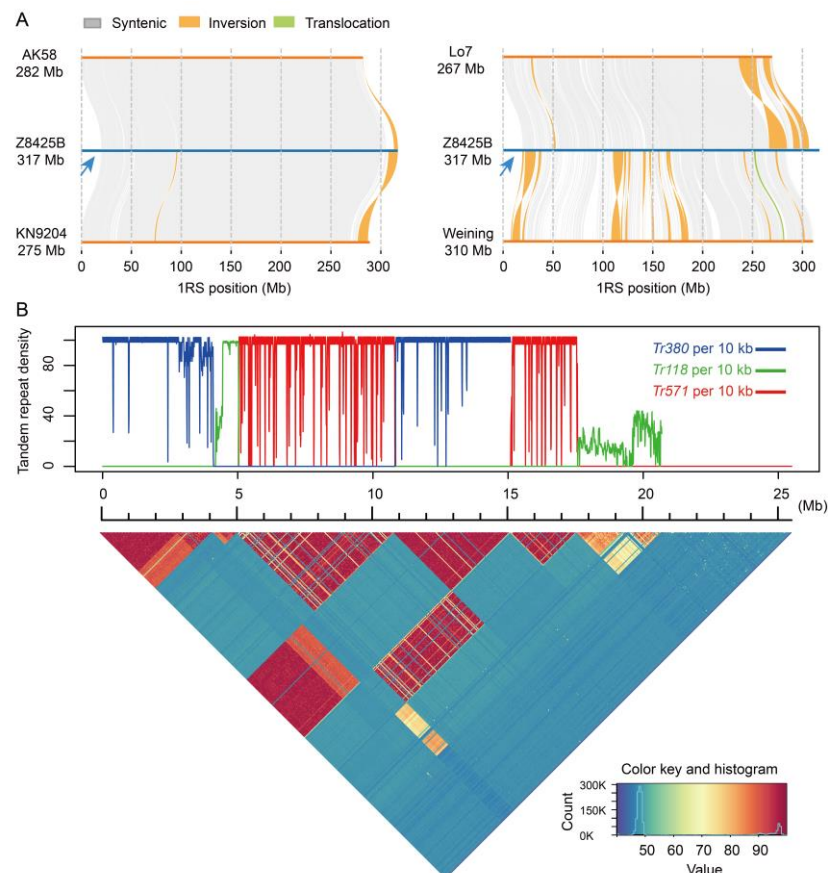 A
Syntenic Inversion Translocation
AK58
282 Mb
Z8425B
317 Mb
KN9204
275 Mb
0 50 100 150 200 250 300
1RS position (Mb)
Lo7
267 Mb
Z8425B
317 Mb
Weining
310 Mb
0 50 100 150 200 250 300
1RS position (Mb)
B
Tandem repeat density
80
40
0
Tr380 per 10 kb
Tr118 per 10 kb
Tr571 per 10 kb
0 5 10 15 20 25
(Mb)
Color key and histogram
Count
300K
150K
0K
50 60 70 80 90
Value